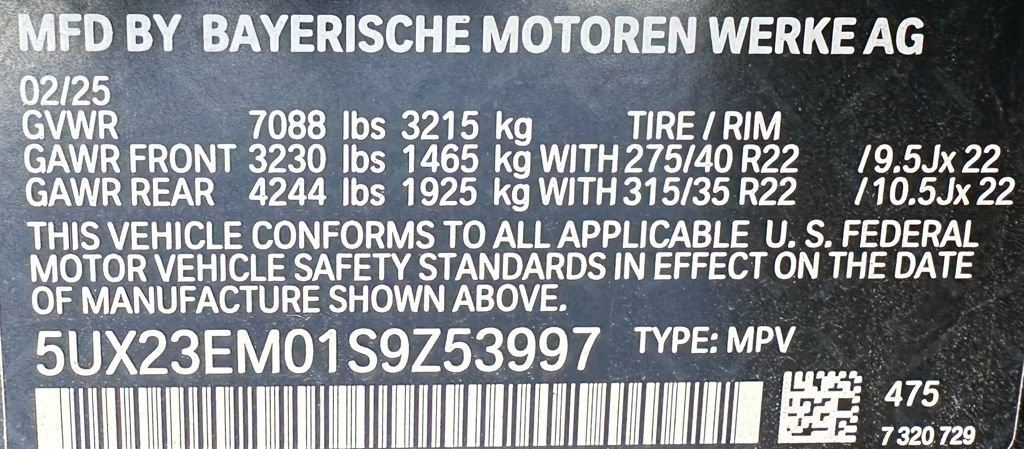 MFD BY BAYERISCHE MOTOREN WERKE AG
02/25
GVWR 7088 lbs 3215 kg TIRE / RIM
GAWR FRONT 3230 lbs 1465 kg WITH 275/40 R22 /9.5Jx 22
GAWR REAR 4244 lbs 1925 kg WITH 315/35 R22 /10.5Jx 22
THIS VEHICLE CONFORMS TO ALL APPLICABLE U. S. FEDERAL
MOTOR VEHICLE SAFETY STANDARDS IN EFFECT ON THE DATE
OF MANUFACTURE SHOWN ABOVE.
5UX23EM01S9Z53997 TYPE: MPV
475
7 320 729